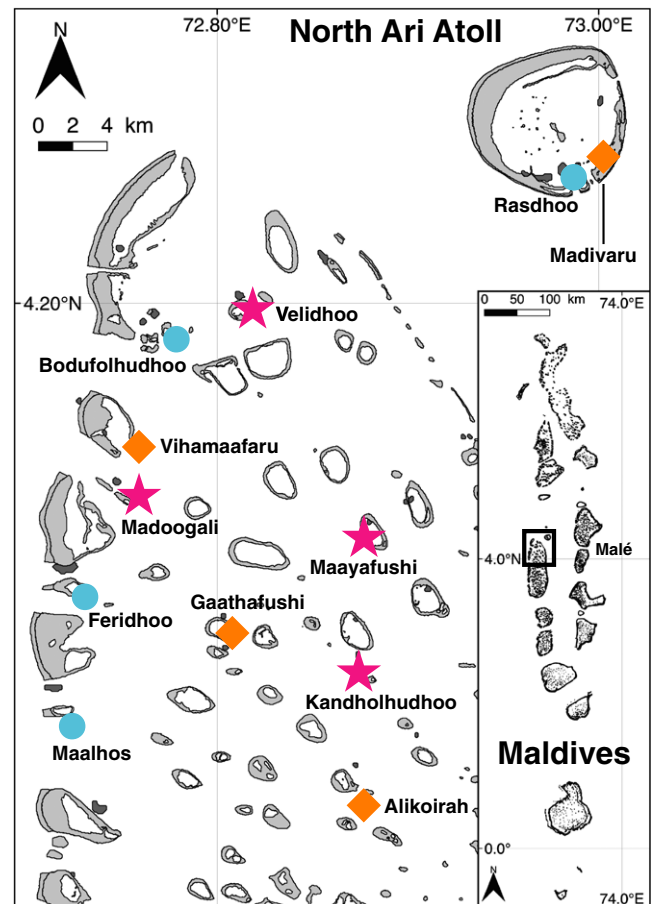 72.80°E
North Ari Atoll
73.00°E
N
0 2 4 km
Rasdhoo
Madivaru
4.20°N
Velidhoo
Bodufolhudhoo
0 50 100 km
74.0°E
Vihamaafaru
Madoogali
Maayafushi
4.0°N
Malé
Gaathafushi
Feridhoo
Kandholhudhoo
Maalhos
Maldives
Alikoirah
0.0°
N
74.0°E